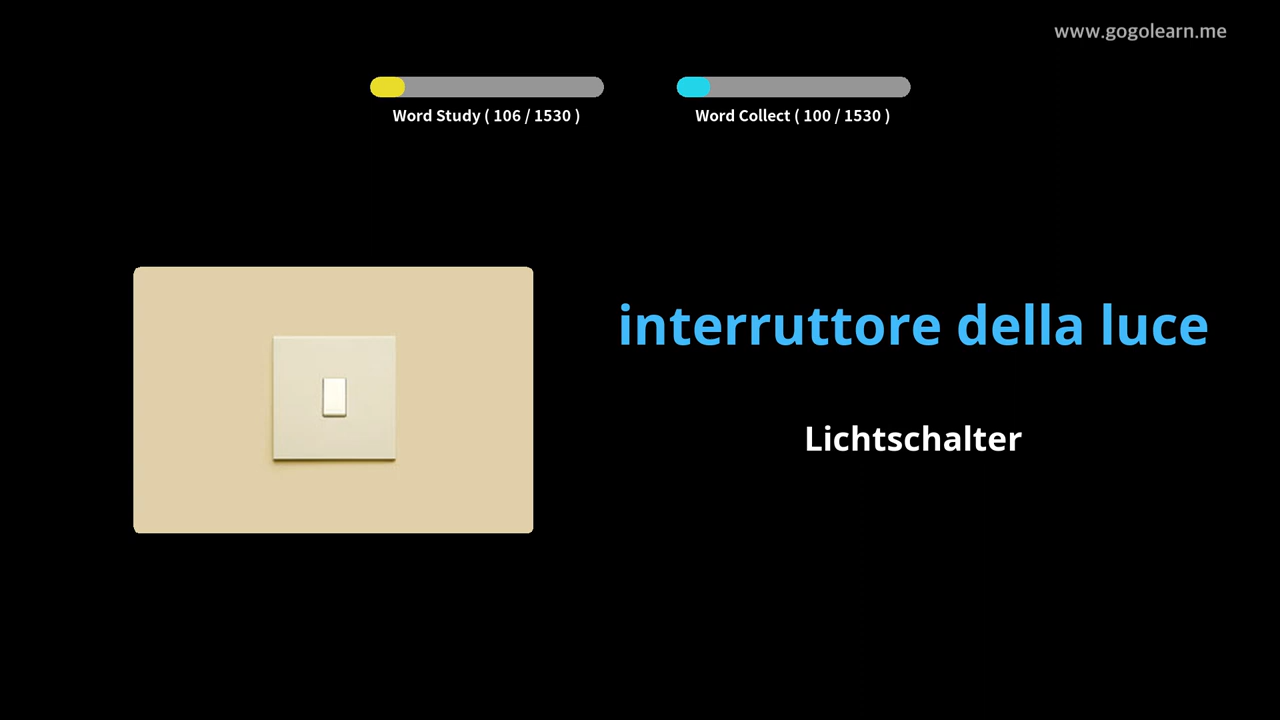 www.gogolearn.me
Word Study ( 106 / 1530 )
Word Collect ( 100 / 1530 )
interruttore della luce
Lichtschalter